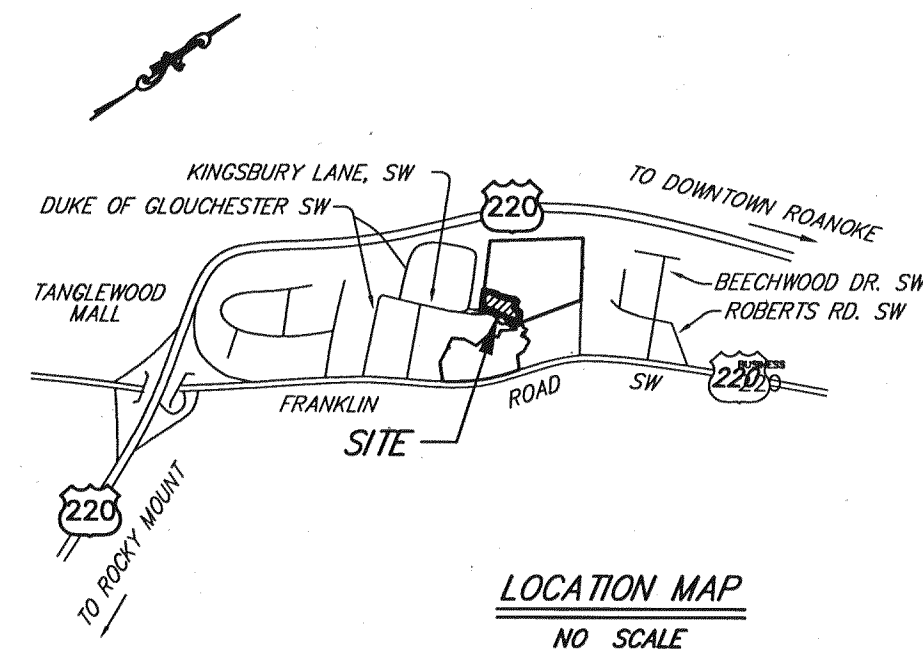 KINGSBURY LANE, SW
DUKE OF GLOUCHESTER SW
220
TO DOWNTOWN ROANOKE
TANGLEWOOD
MALL
BEECHWOOD DR. SW
ROBERTS RD. SW
BUSINESS
220
220
FRANKLIN
ROAD
SW
SITE
220
TO ROCKY MOUNT
LOCATION MAP
NO SCALE